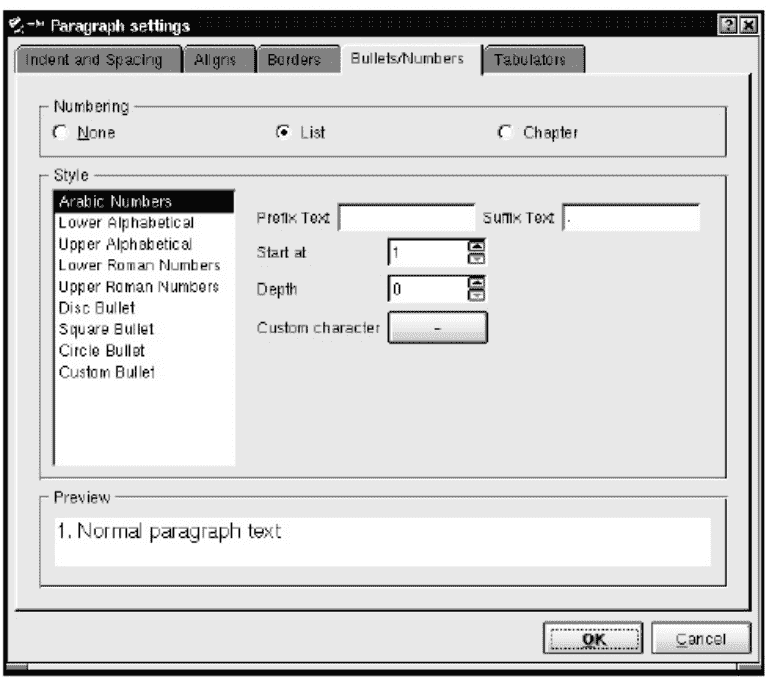 Paragraph settings
Indent and Spacing Aligns Borders Bullets/Numbers Tabulators
Numbering
None List Chapter
Style
Arabic Numbers
Lower Alphabetical
Upper Alphabetical
Lower Roman Numbers
Upper Roman Numbers
Disc Bullet
Square Bullet
Circle Bullet
Custom Bullet
Prefix Text Suffix Text .
Start at 1
Depth 0
Custom character -
Preview
1. Normal paragraph text
OK Cancel